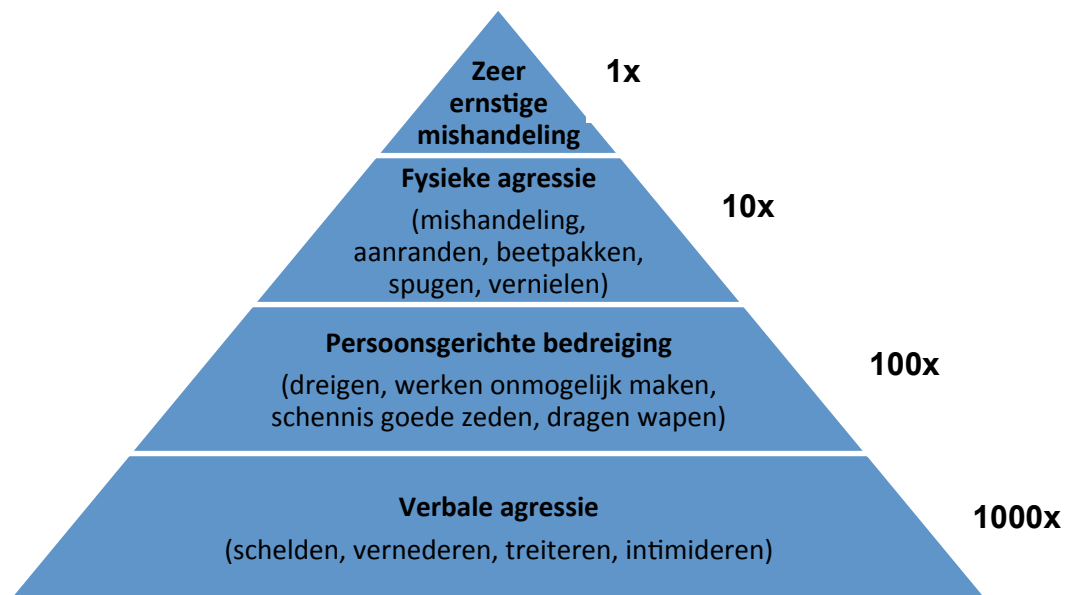 Zeer
ernstige
mishandeling
1x
Fysieke agressie
(mishandeling,
aanranden, beetpakken,
spugen, vernielen)
10x
Persoonsgerichte bedreiging
(dreigen, werken onmogelijk maken,
schennis goede zeden, dragen wapen)
100x
Verbale agressie
(schelden, vernederen, treiteren, intimideren)
1000x